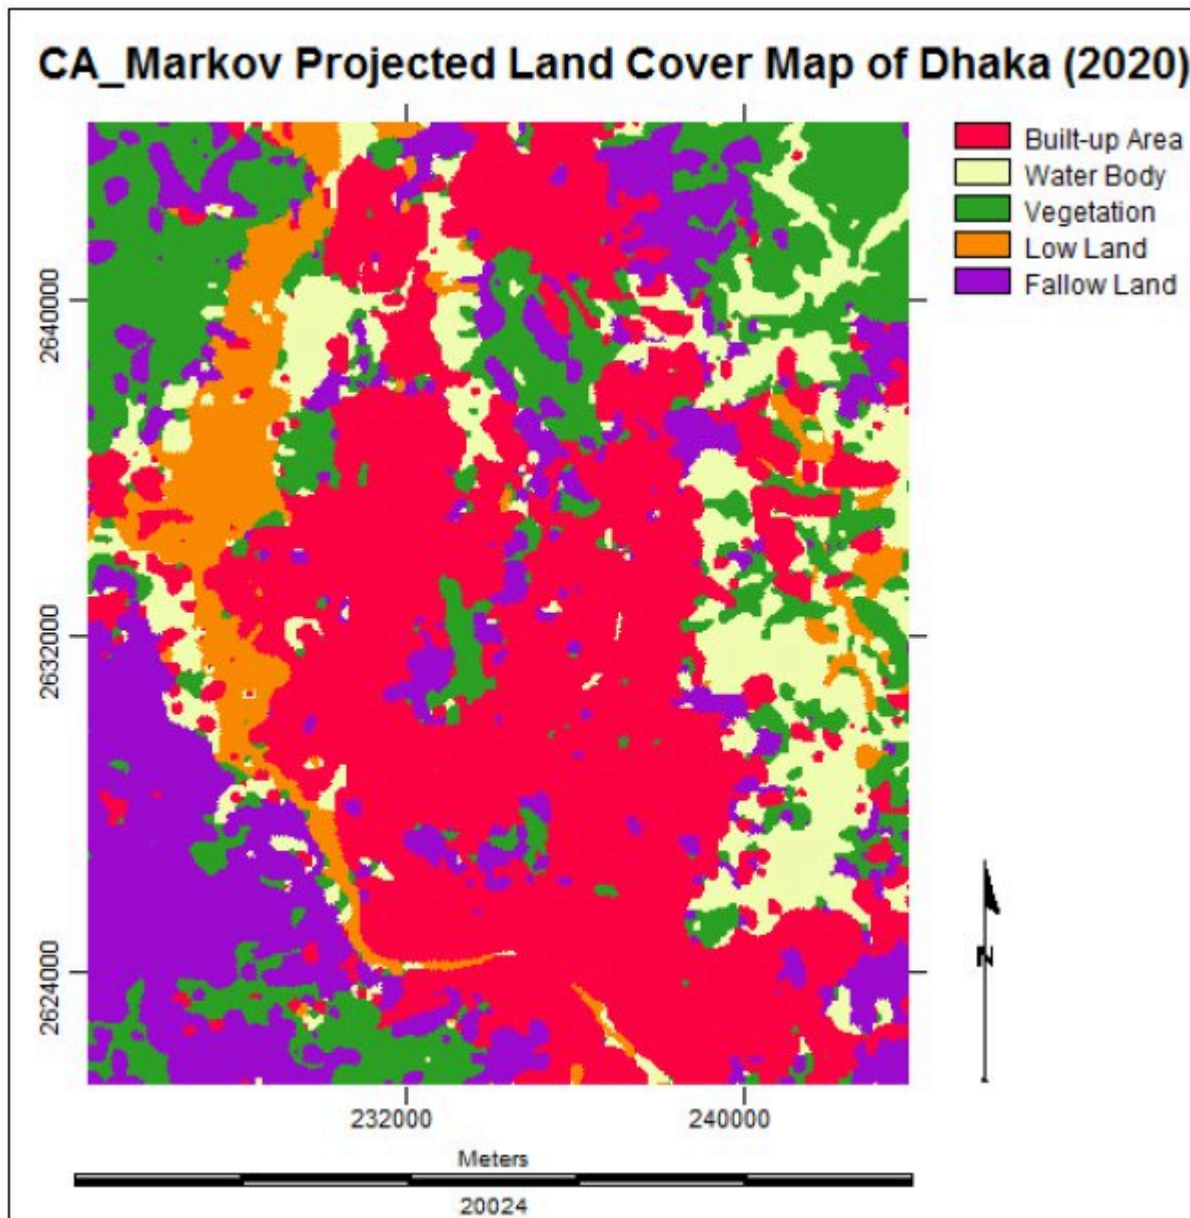 CA_Markov Projected Land Cover Map of Dhaka (2020)
Built-up Area
Water Body
Vegetation
Low Land
Fallow Land
2640000
2632000
2624000
N
232000 240000
Meters
20024